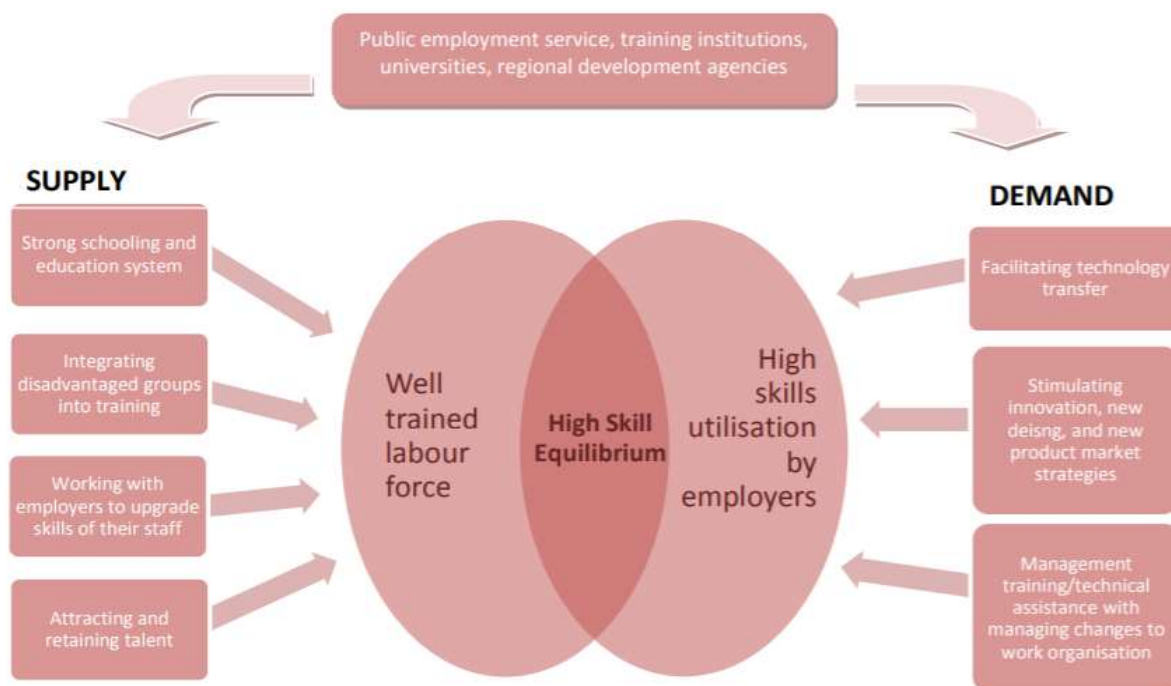 Public employment service, training institutions,
universities, regional development agencies
SUPPLY
Strong schooling and
education system
Integrating
disadvantaged groups
into training
Working with
employers to upgrade
skills of their staff
Attracting and
retaining talent
Well
trained
labour
force
High Skill
Equilibrium
High
skills
utilisation
by
employers
DEMAND
Facilitating technology
transfer
Stimulating
innovation, new
deisng, and new
product market
strategies
Management
training/technical
assistance with
managing changes to
work organisation